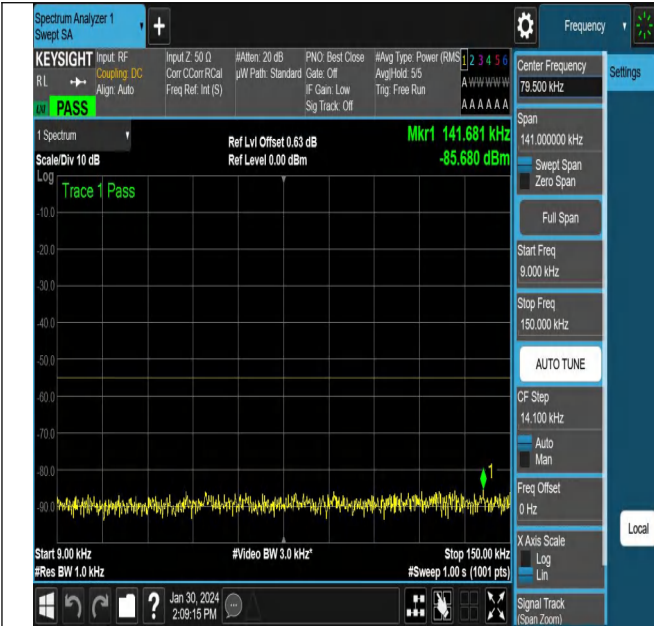 Spectrum Analyzer 1
Swept SA
Frequency
KEYSIGHT
RL
PASS
Input: RF
Coupling: DC
Align: Auto
Input Z: 50 Ω
Corr CCorr RCal
Freq Ref: Int (S)
#Atten: 20 dB
µW Path: Standard
PNO: Best Close
Gate: Off
IF Gain: Low
Sig Track: Off
#Avg Type: Power (RMS
Avg|Hold: 5/5
Trig: Free Run
1 2 3 4 5 6
A W W W W W
A A A A A A
1 Spectrum
Scale/Div 10 dB
Ref Lvl Offset 0.63 dB
Ref Level 0.00 dBm
Mkr1 141.681 kHz
-85.680 dBm
Log
Trace 1 Pass
-10.0
-20.0
-30.0
-40.0
-50.0
-60.0
-70.0
-80.0
-90.0
1
Start 9.00 kHz
#Res BW 1.0 kHz
#Video BW 3.0 kHz*
Stop 150.00 kHz
#Sweep 1.00 s (1001 pts)
Center Frequency
79.500 kHz
Settings
Span
141.000000 kHz
Swept Span
Zero Span
Full Span
Start Freq
9.000 kHz
Stop Freq
150.000 kHz
AUTO TUNE
CF Step
14.100 kHz
Auto
Man
Freq Offset
0 Hz
X Axis Scale
Log
Lin
Local
Signal Track
(Span Zoom)
?
Jan 30, 2024
2:09:15 PM